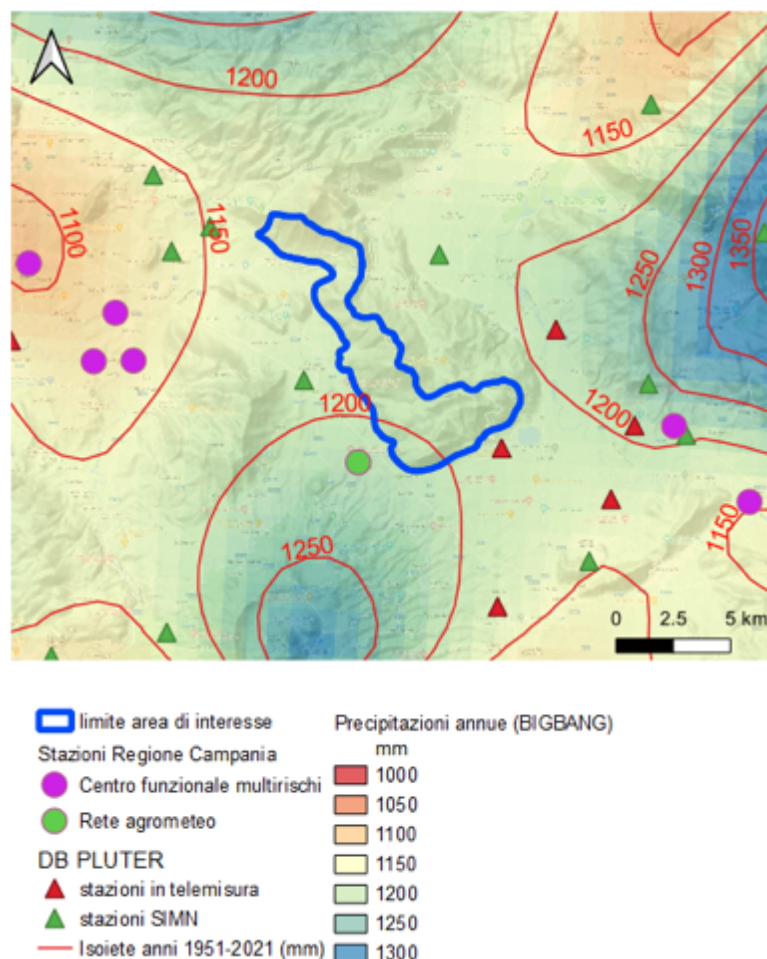 1200
1150
1100
1150
1250
1300
1350
1200
1200
1250
1150
0 2.5 5 km
limite area di interesse
Stazioni Regione Campania
Centro funzionale multirischi
Rete agrometeo
DB PLUTER
stazioni in telemisura
stazioni SIMN
Isoiete anni 1951-2021 (mm)
Precipitazioni annue (BIGBANG)
mm
1000
1050
1100
1150
1200
1250
1300